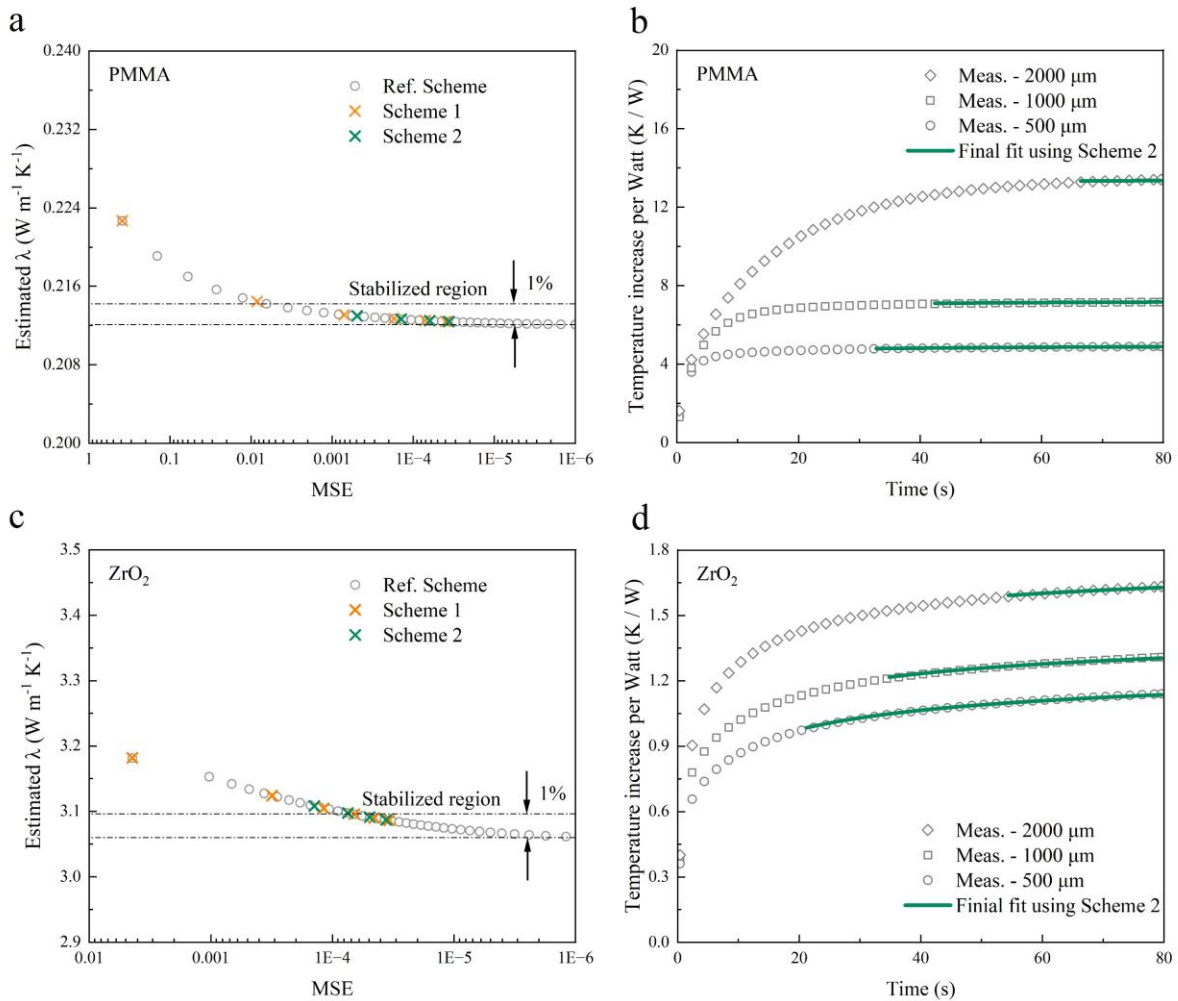 a
0.240
0.232
0.224
0.216
0.208
0.200
Estimated λ (W m⁻¹ K⁻¹)
PMMA
Ref. Scheme
Scheme 1
Scheme 2
Stabilized region
1%
1
0.1
0.01
0.001
1E−4
1E−5
1E−6
MSE
b
20
16
12
8
4
0
Temperature increase per Watt (K / W)
PMMA
Meas. - 2000 μm
Meas. - 1000 μm
Meas. - 500 μm
Final fit using Scheme 2
0
20
40
60
80
Time (s)
c
3.5
3.4
3.3
3.2
3.1
3.0
2.9
Estimated λ (W m⁻¹ K⁻¹)
ZrO₂
Ref. Scheme
Scheme 1
Scheme 2
Stabilized region
1%
0.01
0.001
1E−4
1E−5
1E−6
MSE
d
1.8
1.5
1.2
0.9
0.6
0.3
0.0
Temperature increase per Watt (K / W)
ZrO₂
Meas. - 2000 μm
Meas. - 1000 μm
Meas. - 500 μm
Finial fit using Scheme 2
0
20
40
60
80
Time (s)